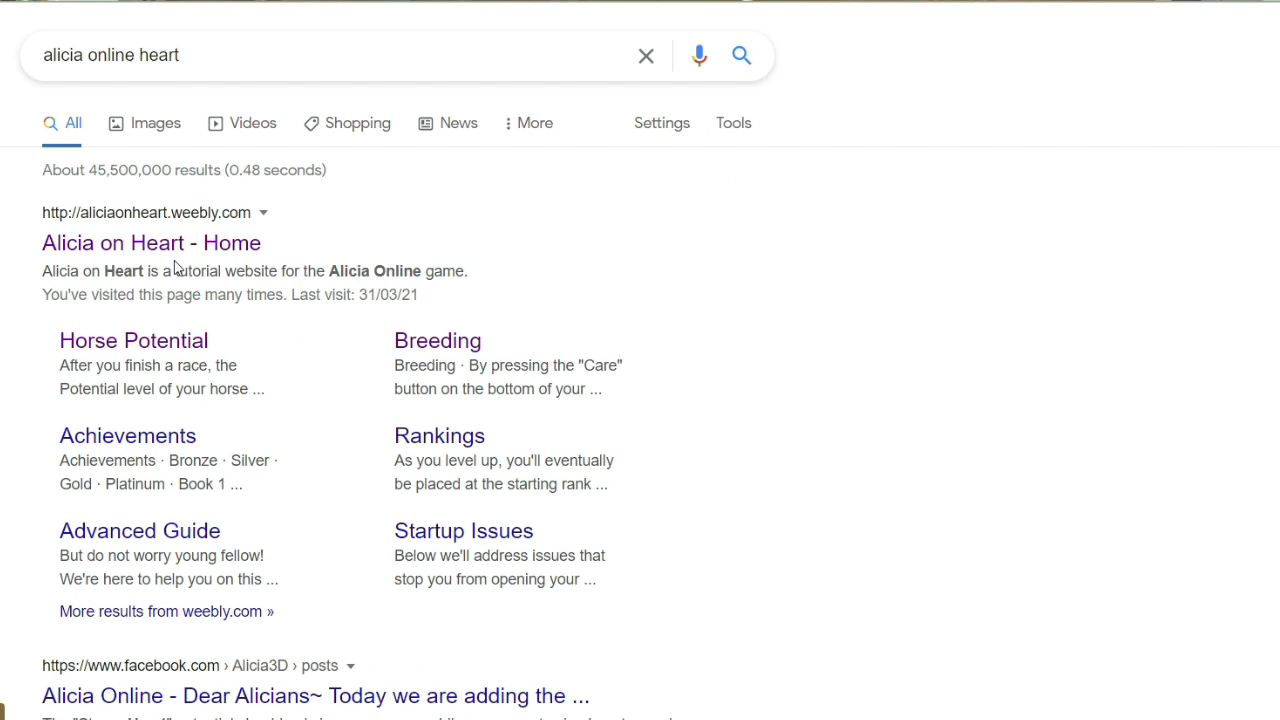 alicia online heart
All Images Videos Shopping News More Settings Tools
About 45,500,000 results (0.48 seconds)
http://aliciaonheart.weebly.com
Alicia on Heart - Home
Alicia on Heart is a tutorial website for the Alicia Online game.
You've visited this page many times. Last visit: 31/03/21
Horse Potential
After you finish a race, the
Potential level of your horse ...
Breeding
Breeding · By pressing the "Care"
button on the bottom of your ...
Achievements
Achievements · Bronze · Silver ·
Gold · Platinum · Book 1 ...
Rankings
As you level up, you'll eventually
be placed at the starting rank ...
Advanced Guide
But do not worry young fellow!
We're here to help you on this ...
Startup Issues
Below we'll address issues that
stop you from opening your ...
More results from weebly.com »
https://www.facebook.com › Alicia3D › posts
Alicia Online - Dear Alicians~ Today we are adding the ...